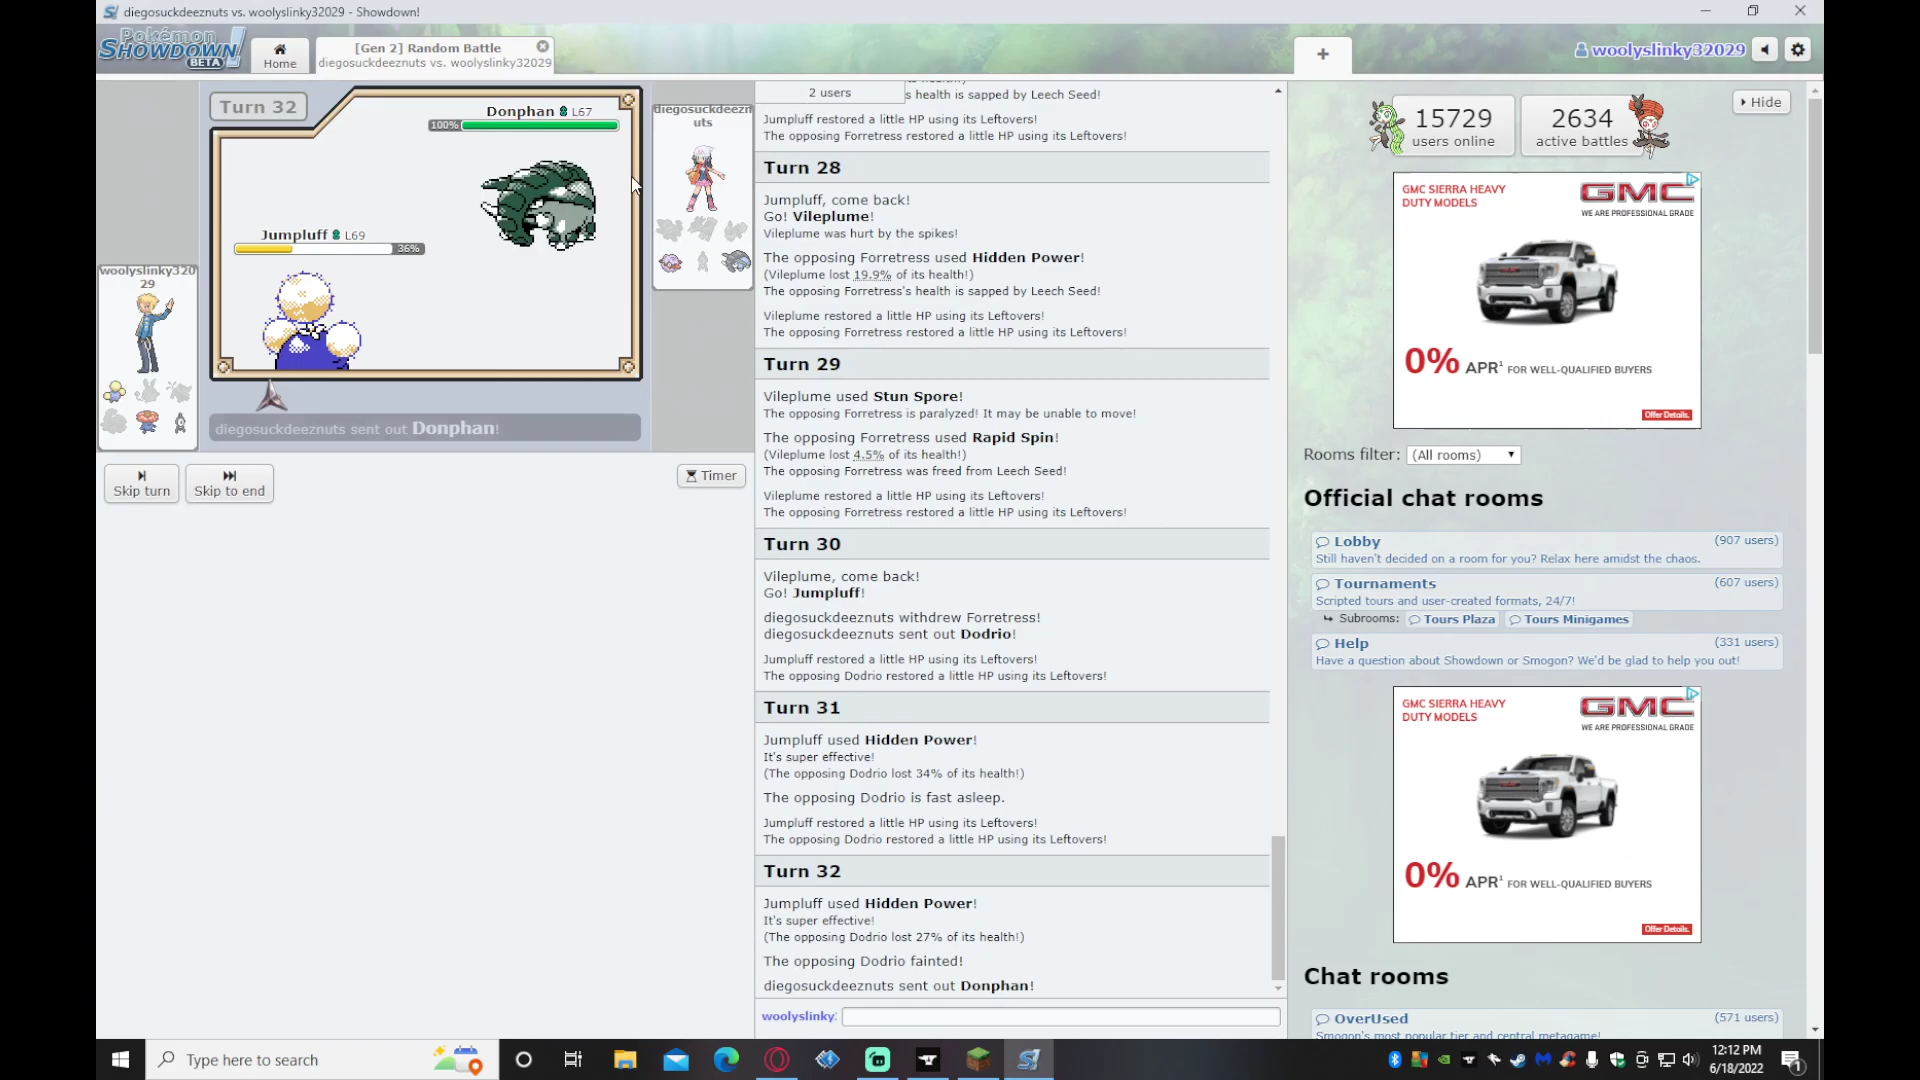 diegosuckdeeznuts vs. woolyslinky32029 - Showdown!
Pokémon
SHOWDOWN!
BETA
Home
[Gen 2] Random Battle
diegosuckdeeznuts vs. woolyslinky32029
+
woolyslinky32029
Turn 32
Donphan L67
100%
Jumpluff L69
36%
woolyslinky320
29
diegosuckdeezn
uts
diegosuckdeeznuts sent out Donphan!
Skip turn
Skip to end
Timer
2 users
s health is sapped by Leech Seed!
Jumpluff restored a little HP using its Leftovers!
The opposing Forretress restored a little HP using its Leftovers!
Turn 28
Jumpluff, come back!
Go! Vileplume!
Vileplume was hurt by the spikes!
The opposing Forretress used Hidden Power!
(Vileplume lost 19.9% of its health!)
The opposing Forretress's health is sapped by Leech Seed!
Vileplume restored a little HP using its Leftovers!
The opposing Forretress restored a little HP using its Leftovers!
Turn 29
Vileplume used Stun Spore!
The opposing Forretress is paralyzed! It may be unable to move!
The opposing Forretress used Rapid Spin!
(Vileplume lost 4.5% of its health!)
The opposing Forretress was freed from Leech Seed!
Vileplume restored a little HP using its Leftovers!
The opposing Forretress restored a little HP using its Leftovers!
Turn 30
Vileplume, come back!
Go! Jumpluff!
diegosuckdeeznuts withdrew Forretress!
diegosuckdeeznuts sent out Dodrio!
Jumpluff restored a little HP using its Leftovers!
The opposing Dodrio restored a little HP using its Leftovers!
Turn 31
Jumpluff used Hidden Power!
It's super effective!
(The opposing Dodrio lost 34% of its health!)
The opposing Dodrio is fast asleep.
Jumpluff restored a little HP using its Leftovers!
The opposing Dodrio restored a little HP using its Leftovers!
Turn 32
Jumpluff used Hidden Power!
It's super effective!
(The opposing Dodrio lost 27% of its health!)
The opposing Dodrio fainted!
diegosuckdeeznuts sent out Donphan!
woolyslinky:
15729
users online
2634
active battles
Hide
GMC SIERRA HEAVY
DUTY MODELS
GMC
WE ARE PROFESSIONAL GRADE
0% APR¹ FOR WELL-QUALIFIED BUYERS
Offer Details.
Rooms filter: (All rooms)
Official chat rooms
Lobby (907 users)
Still haven't decided on a room for you? Relax here amidst the chaos.
Tournaments (607 users)
Scripted tours and user-created formats, 24/7!
Subrooms: Tours Plaza Tours Minigames
Help (331 users)
Have a question about Showdown or Smogon? We'd be glad to help you out!
GMC SIERRA HEAVY
DUTY MODELS
GMC
WE ARE PROFESSIONAL GRADE
0% APR¹ FOR WELL-QUALIFIED BUYERS
Offer Details.
Chat rooms
OverUsed (571 users)
Smogon's most popular tier and central metagame!
Type here to search
12:12 PM
6/18/2022
1